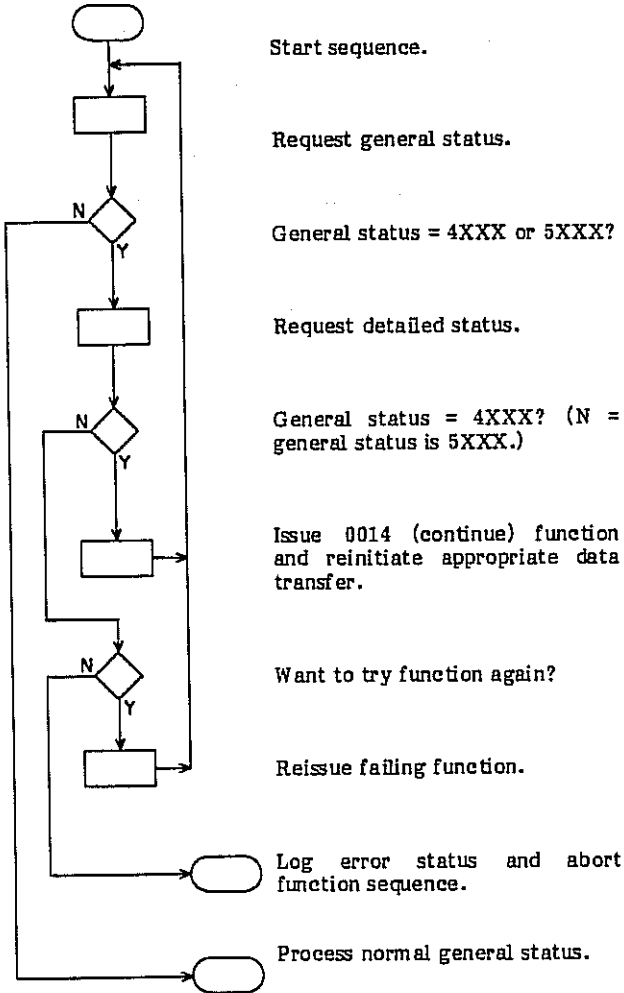 Start sequence.
Request general status.
N
General status = 4XXX or 5XXX?
Y
Request detailed status.
N
General status = 4XXX? (N =
general status is 5XXX.)
Y
Issue 0014 (continue) function
and reinitiate appropriate data
transfer.
N
Want to try function again?
Y
Reissue failing function.
Log error status and abort
function sequence.
Process normal general status.